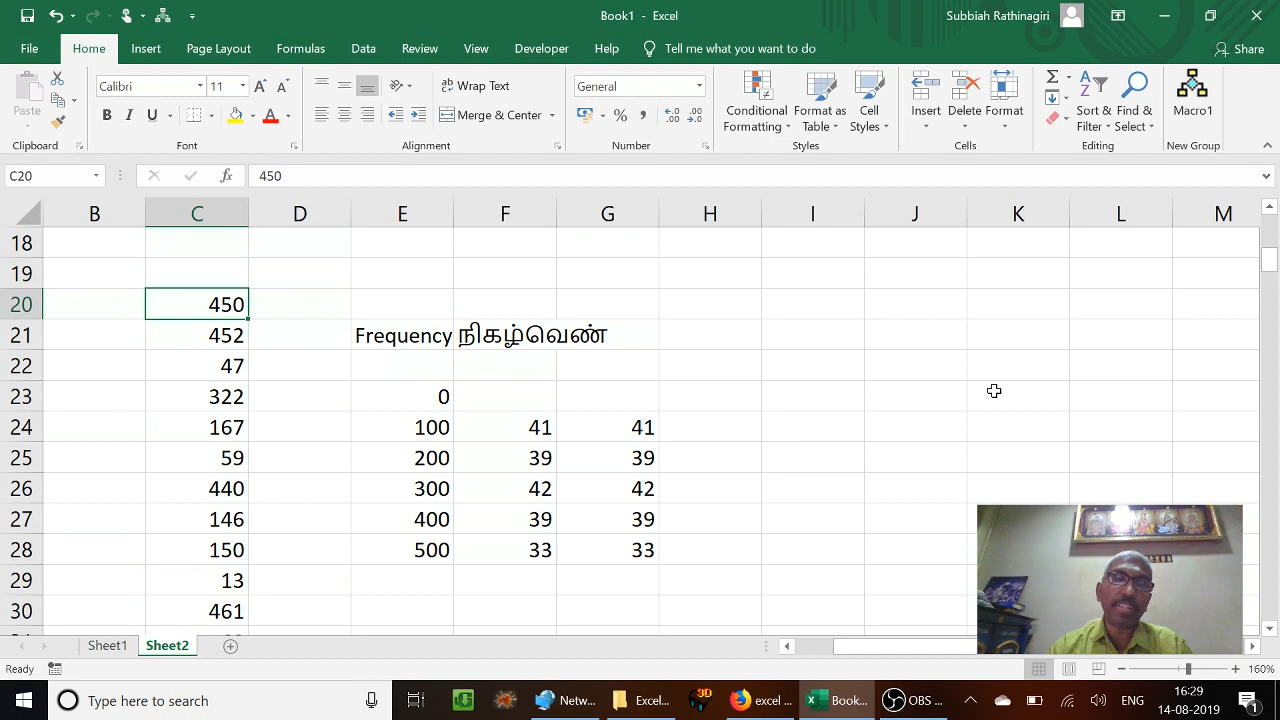 Book1 - Excel
Subbiah Rathinagiri
File Home Insert Page Layout Formulas Data Review View Developer Help Tell me what you want to do Share
Paste
Calibri 11
B I U
Wrap Text
Merge & Center
General
% ,
Conditional Formatting
Format as Table
Cell Styles
Insert
Delete
Format
Sort & Filter
Find & Select
Macro1
Clipboard Font Alignment Number Styles Cells Editing New Group
C20 fx 450
B C D E F G H I J K L M
18
19
20 450
21 452 Frequency நிகழ்வெண்
22 47
23 322 0
24 167 100 41 41
25 59 200 39 39
26 440 300 42 42
27 146 400 39 39
28 150 500 33 33
29 13
30 461
Sheet1 Sheet2
Ready 160%
Type here to search
Netw...
Excel...
excel ...
Book...
OBS ...
ENG
16:29
14-08-2019